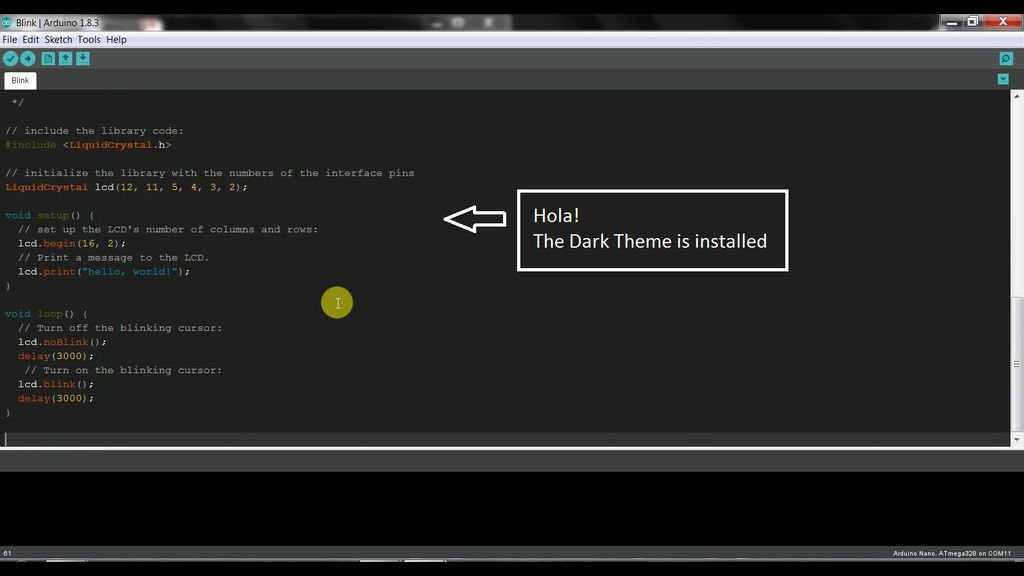 Blink | Arduino 1.8.3
File Edit Sketch Tools Help
Blink
*/
// include the library code:
#include <LiquidCrystal.h>
// initialize the library with the numbers of the interface pins
LiquidCrystal lcd(12, 11, 5, 4, 3, 2);
void setup() {
// set up the LCD's number of columns and rows:
lcd.begin(16, 2);
// Print a message to the LCD.
lcd.print("hello, world!");
}
void loop() {
// Turn off the blinking cursor:
lcd.noBlink();
delay(3000);
// Turn on the blinking cursor:
lcd.blink();
delay(3000);
}
Hola!
The Dark Theme is installed
61
Arduino Nano, ATmega328 on COM11